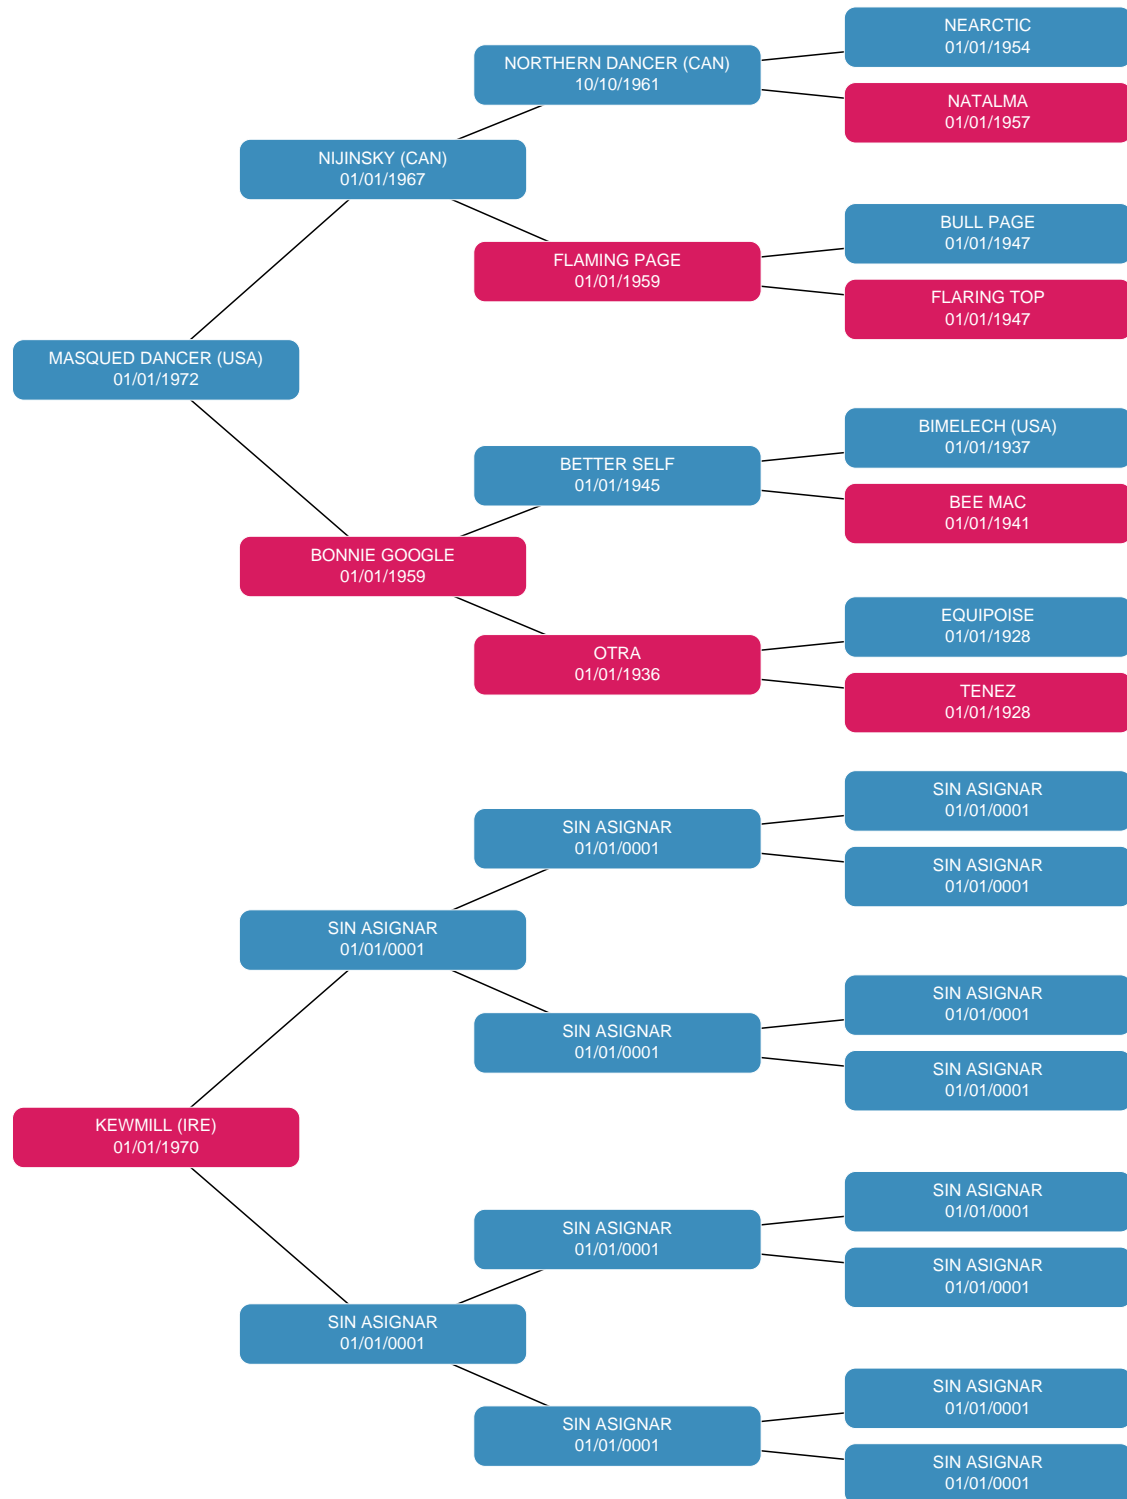 NEARCTIC
01/01/1954
NORTHERN DANCER (CAN)
10/10/1961
NATALMA
01/01/1957
NIJINSKY (CAN)
01/01/1967
BULL PAGE
01/01/1947
FLAMING PAGE
01/01/1959
FLARING TOP
01/01/1947
MASQUED DANCER (USA)
01/01/1972
BIMELECH (USA)
01/01/1937
BETTER SELF
01/01/1945
BEE MAC
01/01/1941
BONNIE GOOGLE
01/01/1959
EQUIPOISE
01/01/1928
OTRA
01/01/1936
TENEZ
01/01/1928
SIN ASIGNAR
01/01/0001
SIN ASIGNAR
01/01/0001
SIN ASIGNAR
01/01/0001
SIN ASIGNAR
01/01/0001
SIN ASIGNAR
01/01/0001
SIN ASIGNAR
01/01/0001
SIN ASIGNAR
01/01/0001
KEWMILL (IRE)
01/01/1970
SIN ASIGNAR
01/01/0001
SIN ASIGNAR
01/01/0001
SIN ASIGNAR
01/01/0001
SIN ASIGNAR
01/01/0001
SIN ASIGNAR
01/01/0001
SIN ASIGNAR
01/01/0001
SIN ASIGNAR
01/01/0001